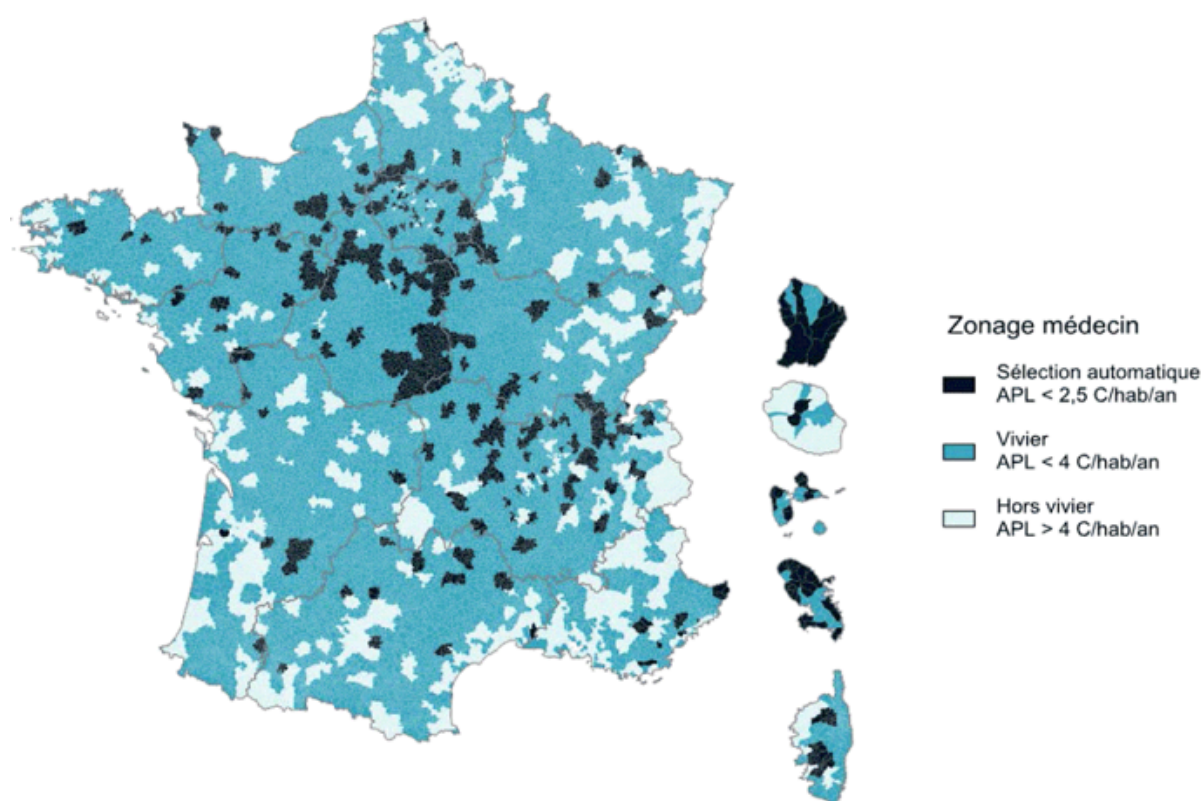 Zonage médecin
Sélection automatique
APL < 2,5 C/hab/an
Vivier
APL < 4 C/hab/an
Hors vivier
APL > 4 C/hab/an